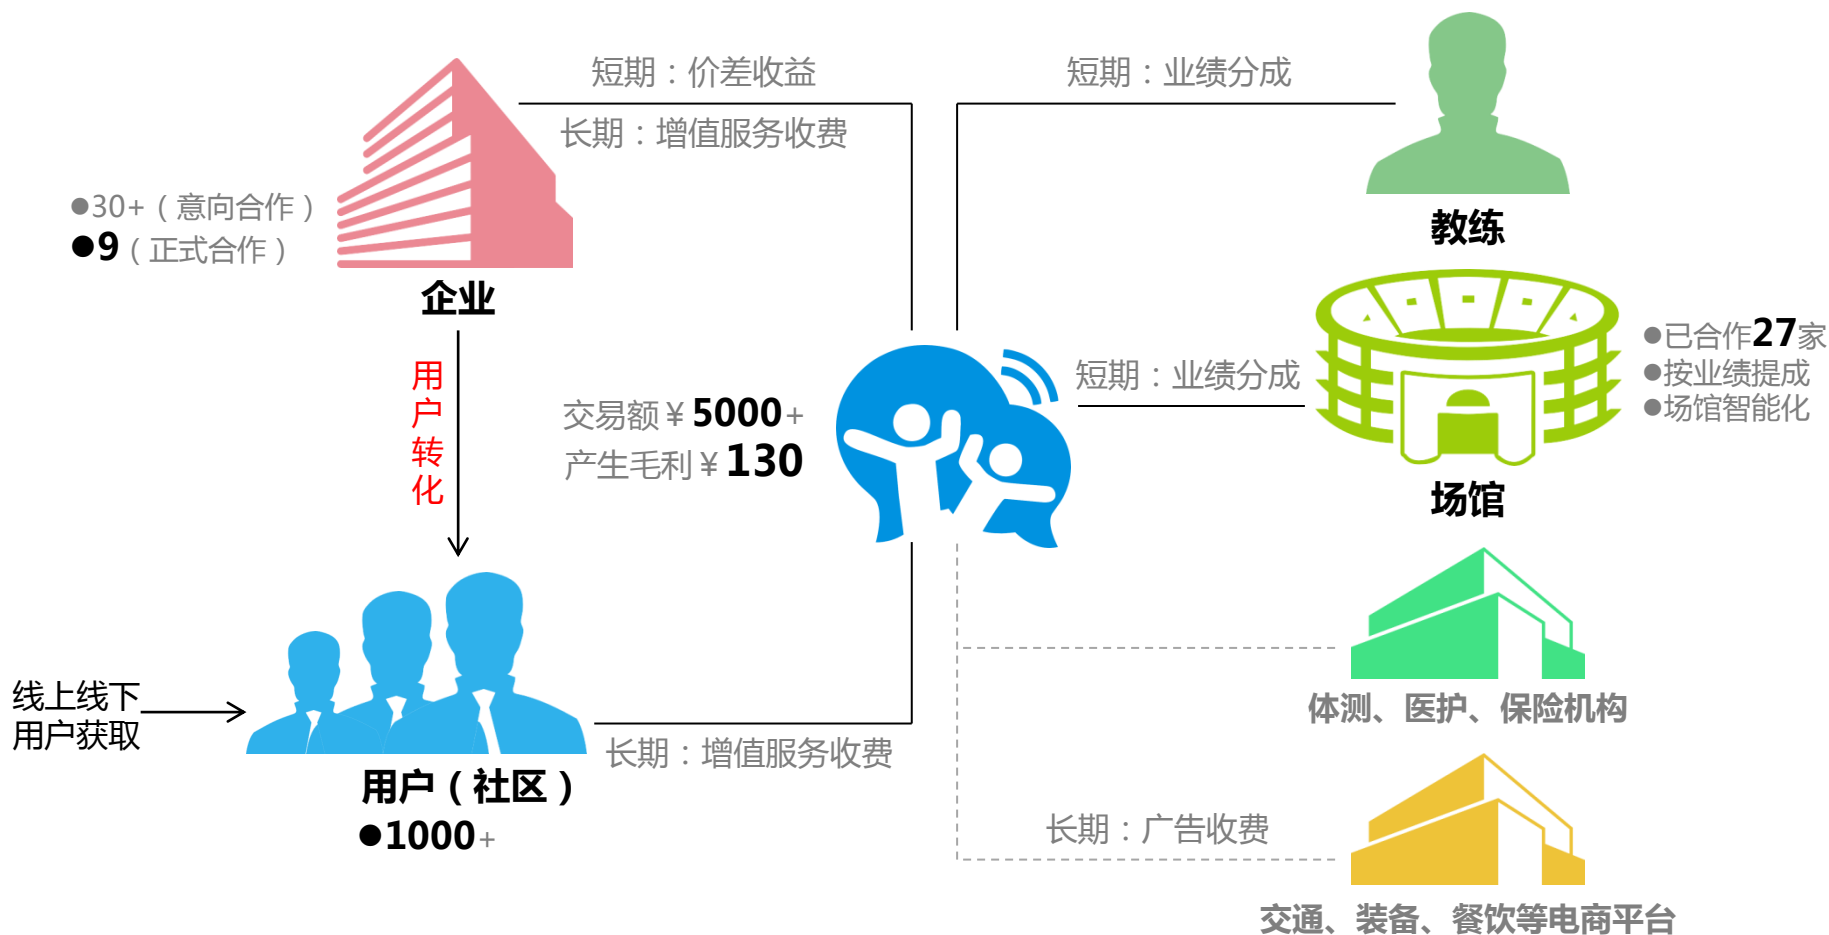 短期：价差收益
长期：增值服务收费
短期：业绩分成
●30+（意向合作）
●9（正式合作）
企业
教练
用户转化
交易额￥5000+
产生毛利￥130
短期：业绩分成
●已合作27家
●按业绩提成
●场馆智能化
场馆
线上线下
用户获取
用户（社区）
●1000+
长期：增值服务收费
体测、医护、保险机构
长期：广告收费
交通、装备、餐饮等电商平台